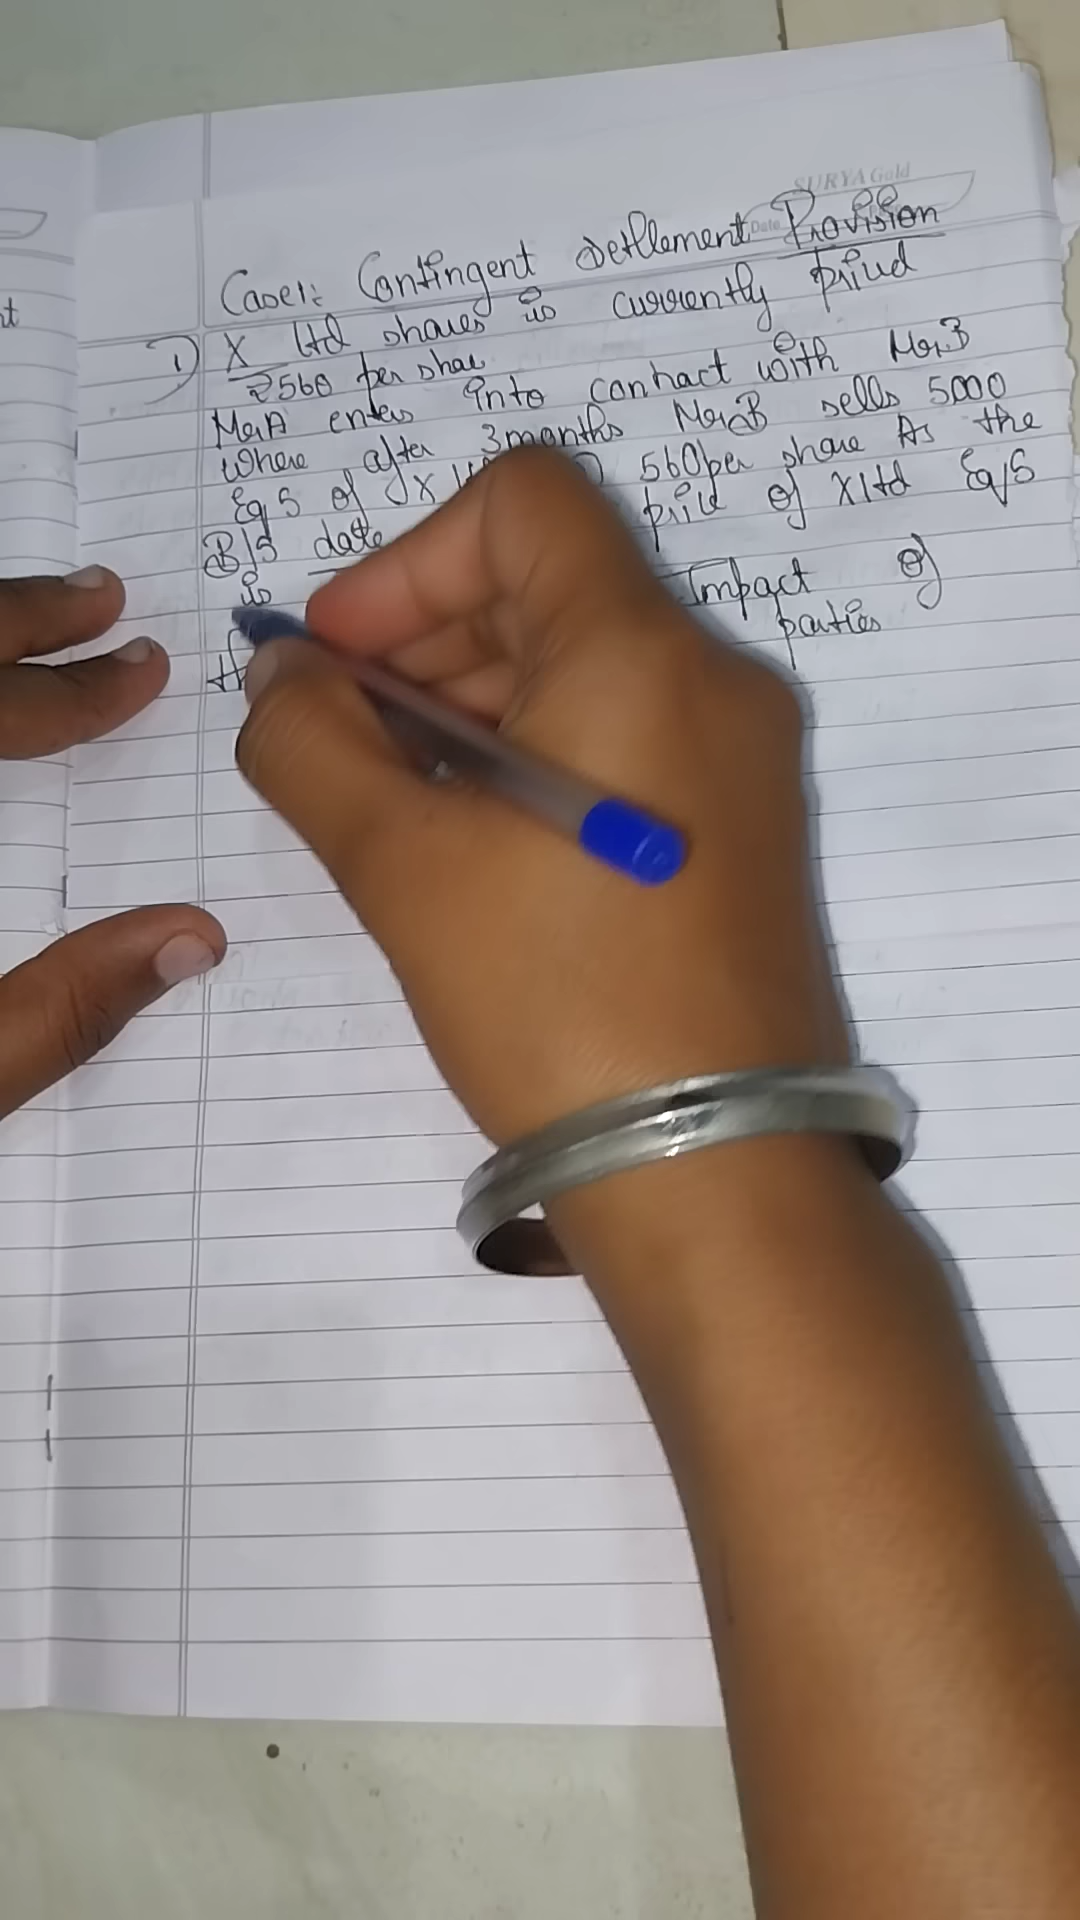 SURYA Gold
Date
Case1: Contingent Settlement Provision
1) X Ltd shares is currently priced
₹560 per share
Mr.A enters into contract with Mr.B
where after 3months Mr.B sells 5000
Eq S of X 560per share As the
B/S date price of X Ltd Eq/S
is Impact of
parties